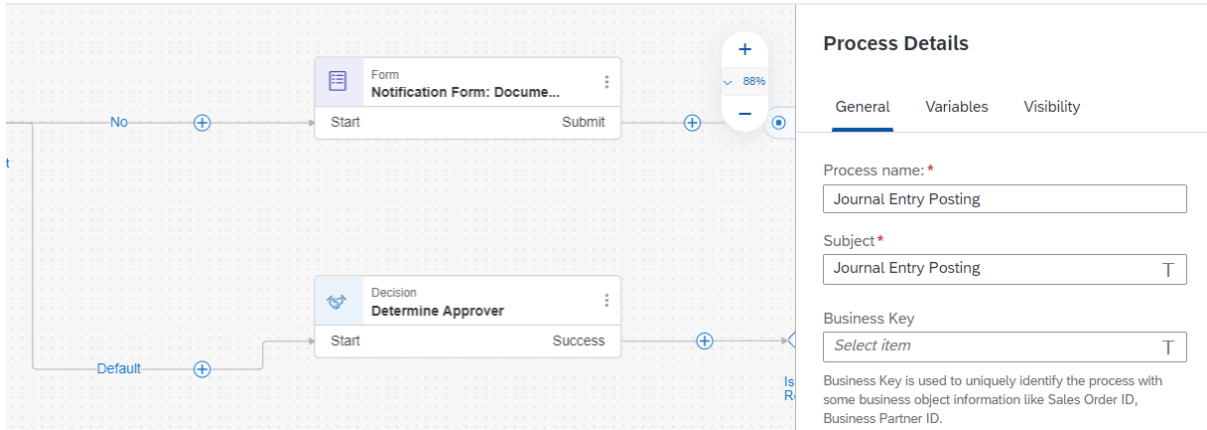 Form
Notification Form: Docume...
No
Start
Submit
t
Decision
Determine Approver
Start
Success
Default
Is
R
88%
Process Details
General
Variables
Visibility
Process name:*
Journal Entry Posting
Subject*
Journal Entry Posting
T
Business Key
Select item
T
Business Key is used to uniquely identify the process with
some business object information like Sales Order ID,
Business Partner ID.